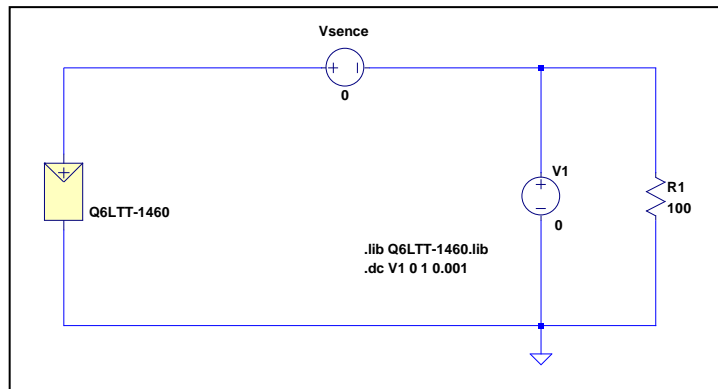 Vsence
+ -
0
+
Q6LTT-1460
V1
+
-
0
R1
100
.lib Q6LTT-1460.lib
.dc V1 0 1 0.001